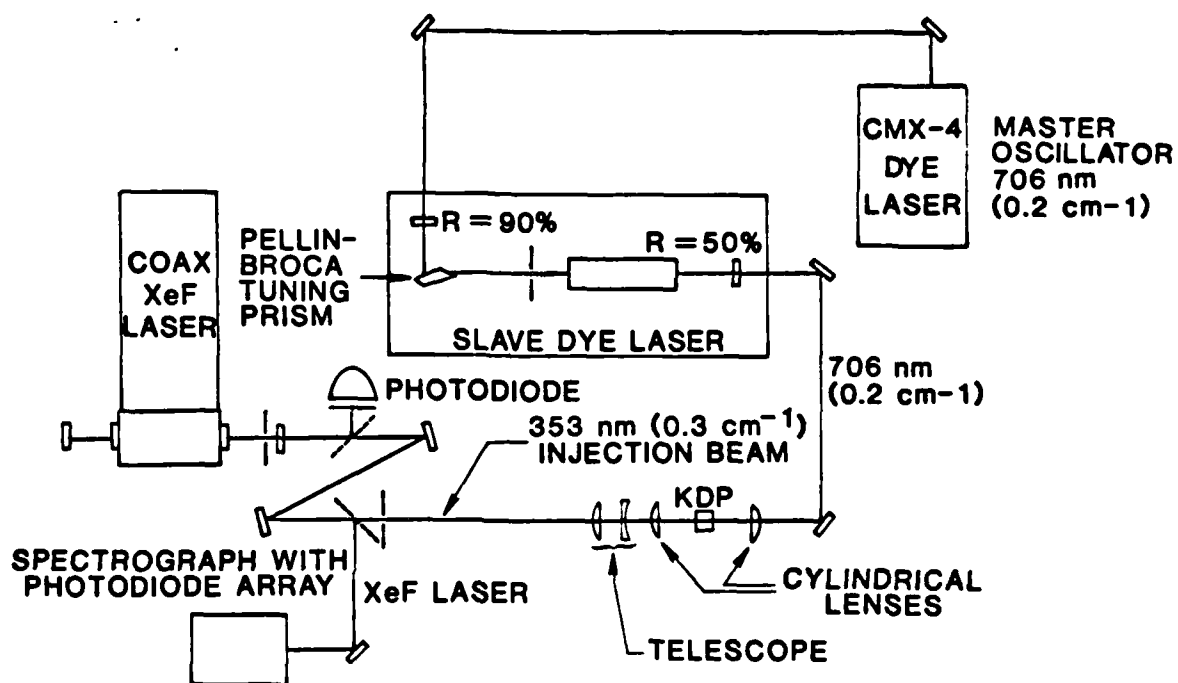 CMX-4
DYE
LASER
MASTER
OSCILLATOR
706 nm
(0.2 cm-1)
COAX
XeF
LASER
PELLIN-
BROCA
TUNING
PRISM
R = 90%
R = 50%
SLAVE DYE LASER
706 nm
(0.2 cm-1)
PHOTODIODE
353 nm (0.3 cm⁻¹)
INJECTION BEAM
KDP
SPECTROGRAPH WITH
PHOTODIODE ARRAY
XeF LASER
CYLINDRICAL
LENSES
TELESCOPE